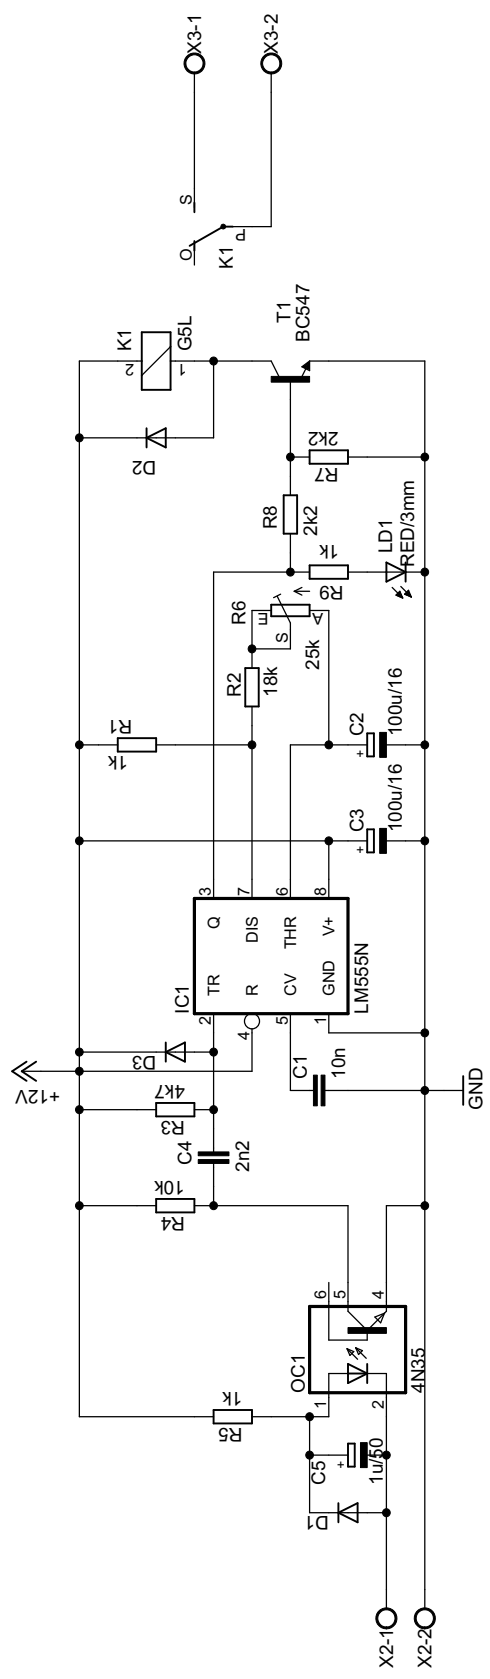 X3-1
X3-2
S
O
P
K1
K1
2
1
G5L
D2
T1
BC547
R7
2k2
R8
2k2
R9
1k
LD1
RED/3mm
R6
E
A
S
25k
R2
18k
R1
1k
C2
+
100u/16
C3
+
100u/16
3
7
6
8
Q
DIS
THR
V+
TR
R
CV
GND
IC1
LM555N
2
4
5
1
D3
+12V
R3
4k7
C1
10n
GND
C4
2n2
R4
10k
OC1
4N35
6
5
4
1
2
R5
1k
C5
+
1u/50
D1
X2-1
X2-2